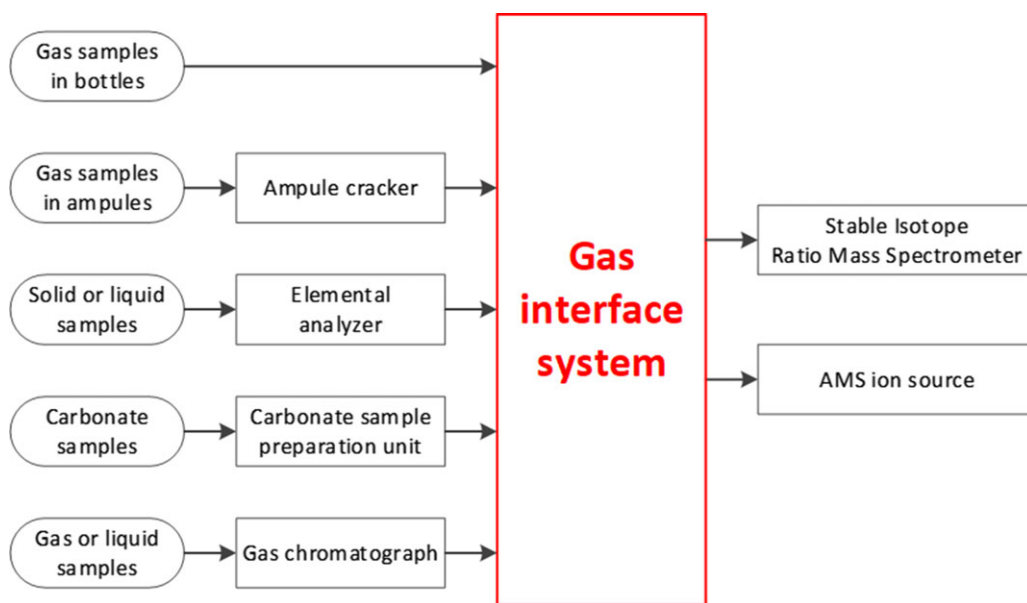 Gas samples
in bottles
Gas samples
in ampules
Ampule cracker
Solid or liquid
samples
Elemental
analyzer
Carbonate
samples
Carbonate sample
preparation unit
Gas or liquid
samples
Gas chromatograph
Gas
interface
system
Stable Isotope
Ratio Mass Spectrometer
AMS ion source